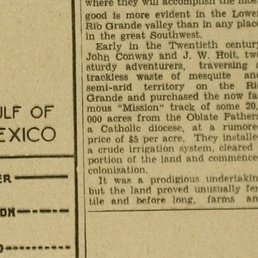 where they will accomplish the most
good is more evident in the Lower
Rio Grande valley than in any place
in the great Southwest.
Early in the Twentieth century
John Conway and J. W. Hoit, two
sturdy adventurers, traversing a
trackless waste of mesquite and
semi-arid territory on the Rio
Grande and purchased the now fa-
mous "Mission" track of some 20,-
000 acres from the Oblate Fathers
a Catholic diocese, at a rumored
price of $5 per acre. They installed
a crude irrigation system, cleared
portion of the land and commenced
colonization.
It was a prodigious undertaking
but the land proved unusually fer-
tile and before long, farms and
ULF OF
EXICO
ER